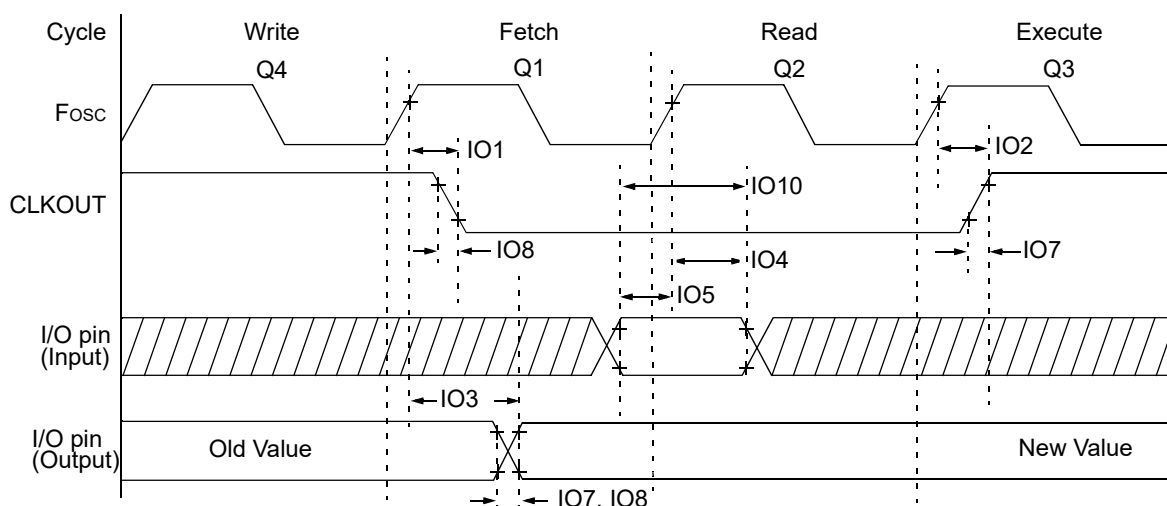 Cycle Write Fetch Read Execute
Q4 Q1 Q2 Q3
FOSC
IO1 IO2
IO10
CLKOUT
IO8 IO4 IO7
IO5
I/O pin
(Input)
IO3
I/O pin
(Output)
Old Value New Value
IO7, IO8